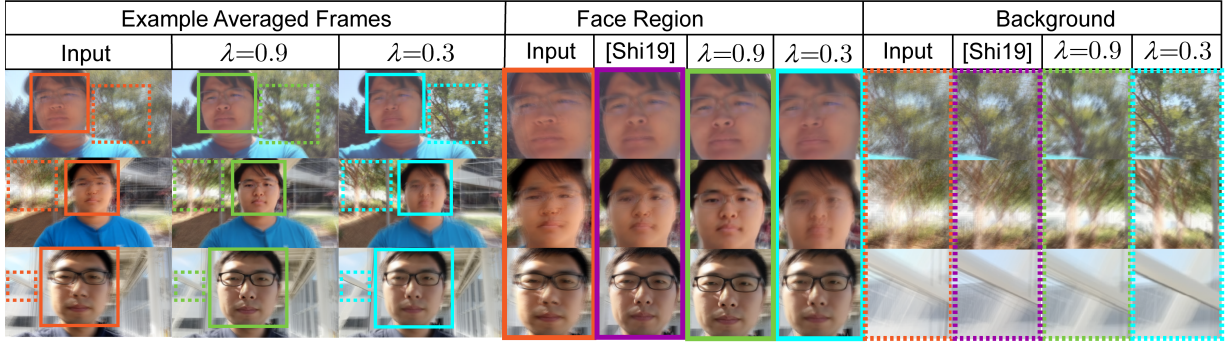 Example Averaged Frames Face Region Background
Input λ=0.9 λ=0.3 Input [Shi19] λ=0.9 λ=0.3 Input [Shi19] λ=0.9 λ=0.3